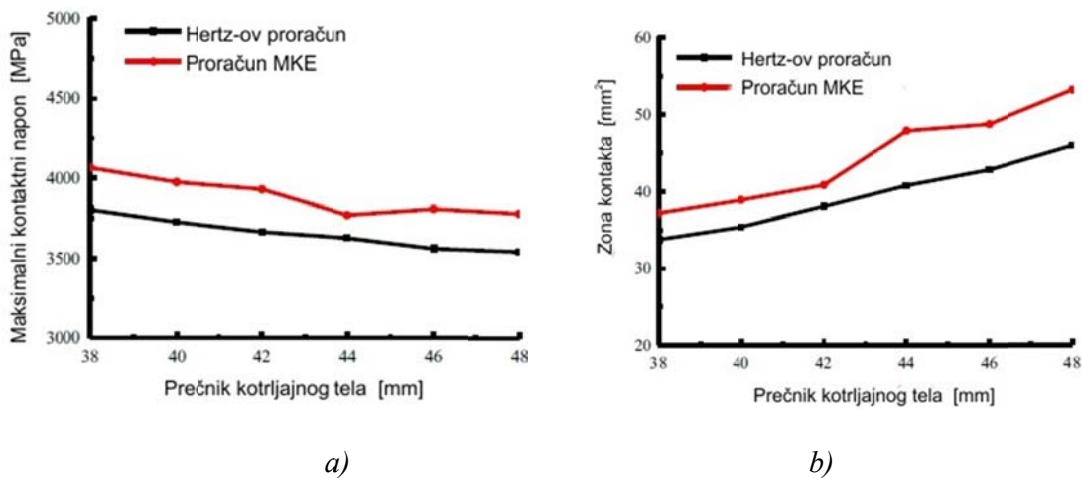 5000
4500
4000
3500
3000
Maksimalni kontaktni napon [MPa]
Hertz-ov proračun
Proračun MKE
38 40 42 44 46 48
Prečnik kotrljajnog tela [mm]
a)
60
50
40
30
20
Zona kontakta [mm²]
Hertz-ov proračun
Proračun MKE
38 40 42 44 46 48
Prečnik kotrljajnog tela [mm]
b)